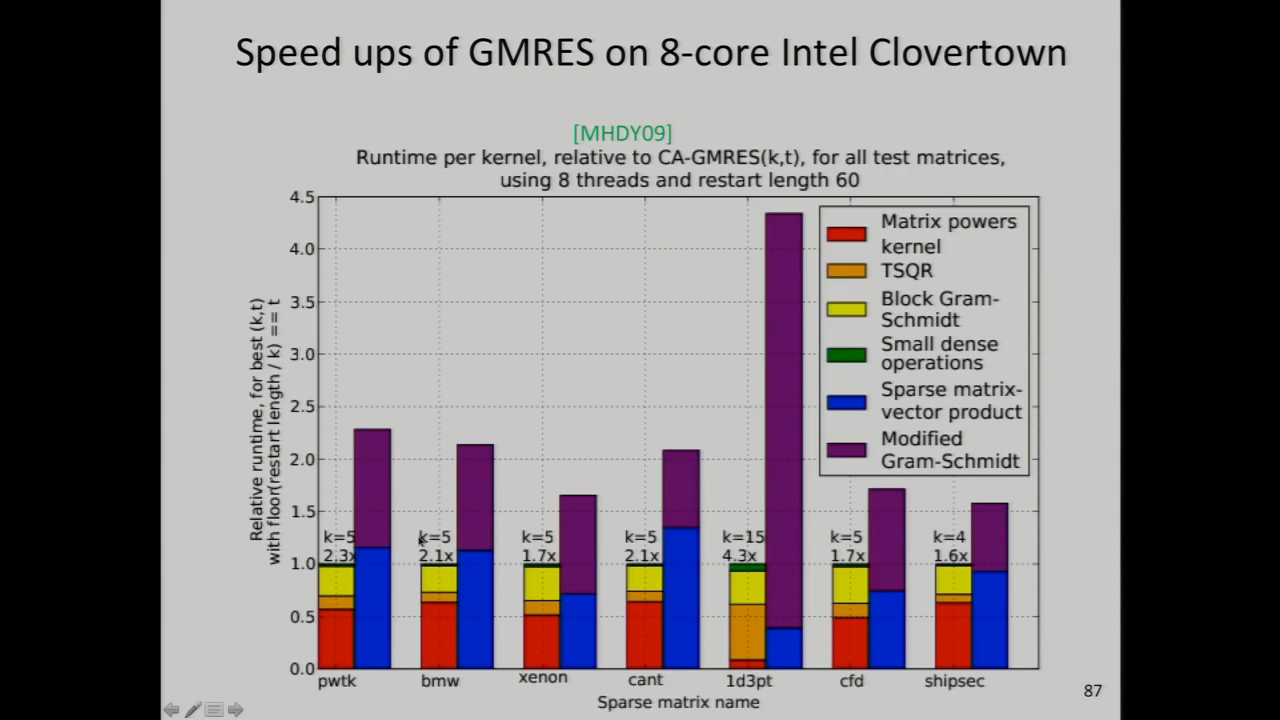 Speed ups of GMRES on 8-core Intel Clovertown
[MHDY09]
Runtime per kernel, relative to CA-GMRES(k,t), for all test matrices,
using 8 threads and restart length 60
Relative runtime, for best (k,t)
with floor(restart length / k) == t
4.5
4.0
3.5
3.0
2.5
2.0
1.5
1.0
0.5
0.0
Matrix powers
kernel
TSQR
Block Gram-
Schmidt
Small dense
operations
Sparse matrix-
vector product
Modified
Gram-Schmidt
k=5
2.3x
k=5
2.1x
k=5
1.7x
k=5
2.1x
k=15
4.3x
k=5
1.7x
k=4
1.6x
pwtk
bmw
xenon
cant
1d3pt
cfd
shipsec
Sparse matrix name
87